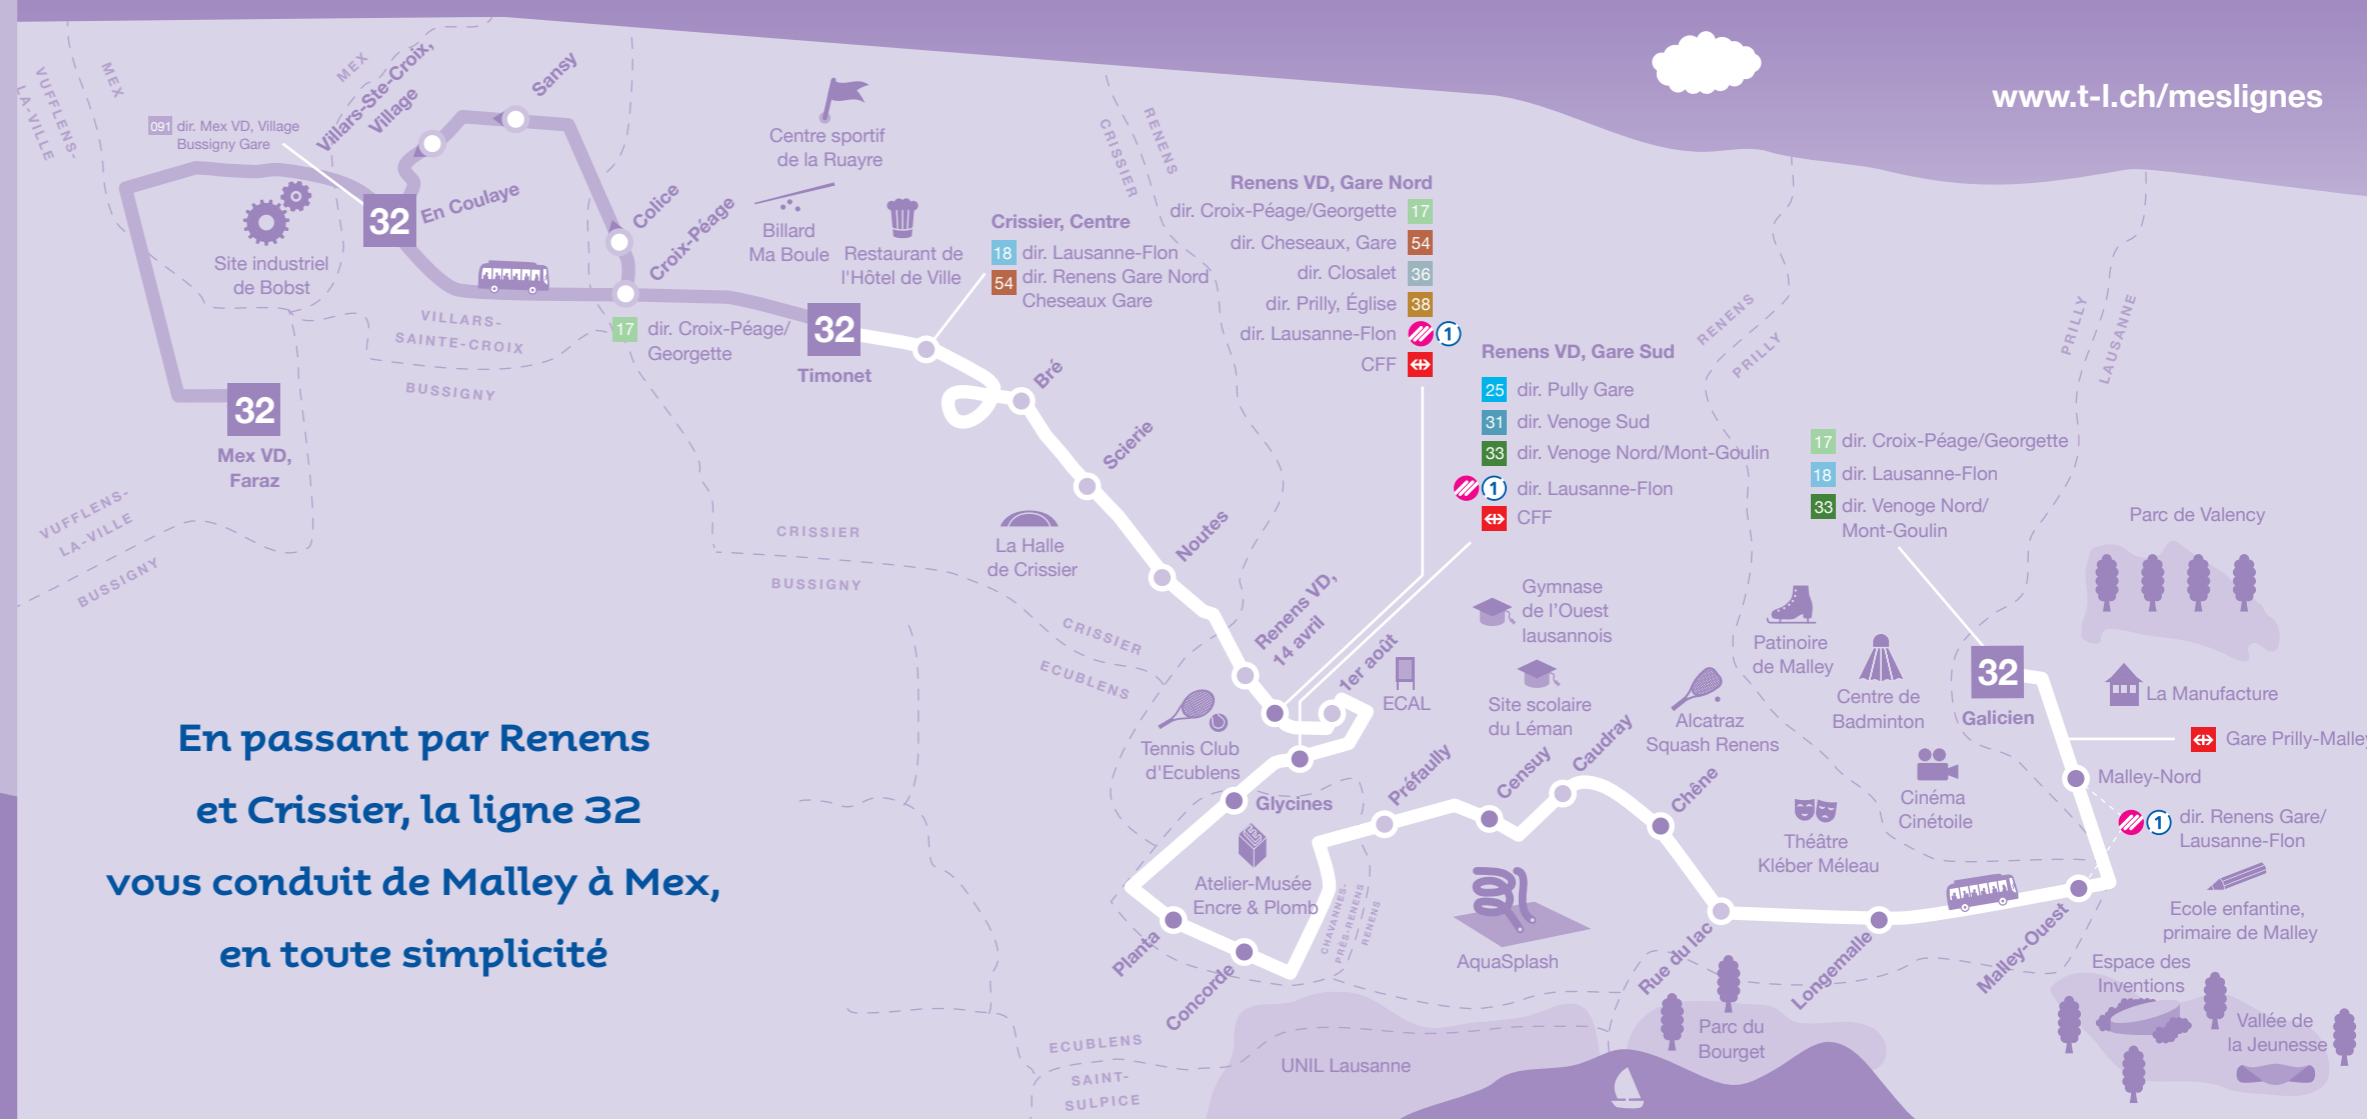 www.t-l.ch/meslignes
MEX
VUFFLENS-
LA-VILLE
MEX
Villars-Ste-Croix,
Village
Sansy
091 dir. Mex VD, Village
Bussigny Gare
32
En Coulaye
Colice
Croix-Péage
Site industriel
de Bobst
VILLARS-
SAINTE-CROIX
BUSSIGNY
17 dir. Croix-Péage/
Georgette
32
Timonet
32
Mex VD,
Faraz
VUFFLENS-
LA-VILLE
BUSSIGNY
Centre sportif
de la Ruayre
Billard
Ma Boule
Restaurant de
l'Hôtel de Ville
Crissier, Centre
18 dir. Lausanne-Flon
54 dir. Renens Gare Nord
Cheseaux Gare
CRISSIER
RENENS
Renens VD, Gare Nord
dir. Croix-Péage/Georgette 17
dir. Cheseaux, Gare 54
dir. Closalet 36
dir. Prilly, Église 38
dir. Lausanne-Flon 1
CFF
Renens VD, Gare Sud
25 dir. Pully Gare
31 dir. Venoge Sud
33 dir. Venoge Nord/Mont-Goulin
1 dir. Lausanne-Flon
CFF
RENENS
PRILLY
PRILLY
LAUSANNE
17 dir. Croix-Péage/Georgette
18 dir. Lausanne-Flon
33 dir. Venoge Nord/
Mont-Goulin
Parc de Valency
Bré
Scierie
Noutes
CRISSIER
BUSSIGNY
La Halle
de Crissier
CRISSIER
ECUBLENS
Renens VD,
14 avril
1er août
ECAL
Gymnase
de l'Ouest
lausannois
Site scolaire
du Léman
Patinoire
de Malley
Centre de
Badminton
32
Galicien
La Manufacture
Gare Prilly-Malley
Malley-Nord
1 dir. Renens Gare/
Lausanne-Flon
Tennis Club
d'Ecublens
Glycines
Préfaully
Censuy
Caudray
Alcatraz
Squash Renens
Chêne
Cinéma
Cinétoile
Théâtre
Kléber Méleau
Atelier-Musée
Encre & Plomb
CHAVANNES-
PRÈS-RENENS
RENENS
Planta
Concorde
AquaSplash
Rue du lac
Longemalle
Malley-Ouest
Ecole enfantine,
primaire de Malley
Espace des
Inventions
Vallée de
la Jeunesse
Parc du
Bourget
UNIL Lausanne
ECUBLENS
SAINT-
SULPICE
En passant par Renens
et Crissier, la ligne 32
vous conduit de Malley à Mex,
en toute simplicité